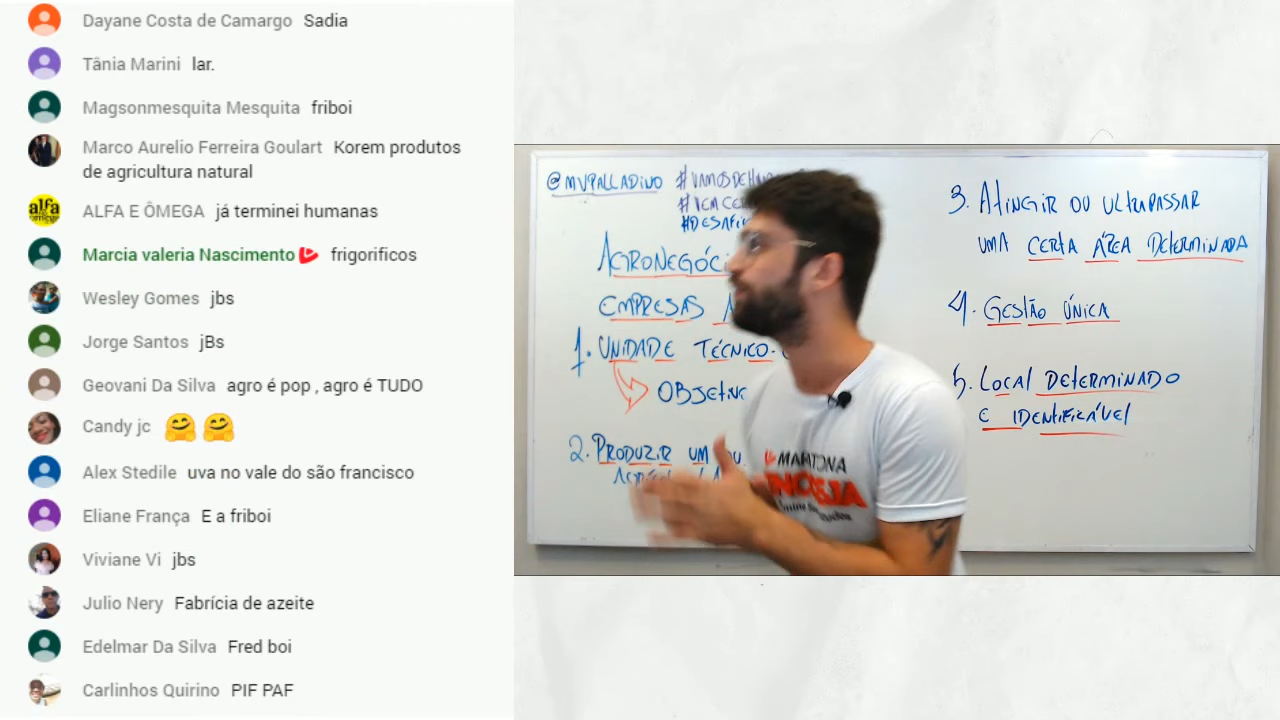 Dayane Costa de Camargo Sadia
Tânia Marini lar.
Magsonmesquita Mesquita friboi
Marco Aurelio Ferreira Goulart Korem produtos
de agricultura natural
alfa
ALFA E ÔMEGA já terminei humanas
Marcia valeria Nascimento frigorificos
Wesley Gomes jbs
Jorge Santos jBs
Geovani Da Silva agro é pop , agro é TUDO
Candy jc
Alex Stedile uva no vale do são francisco
Eliane França E a friboi
Viviane Vi jbs
Julio Nery Fabrícia de azeite
Edelmar Da Silva Fred boi
Carlinhos Quirino PIF PAF
@MVPALLADINO
AGRONEGÓC
EMPRESAS
1. UNIDADE TÉCNICO-
OBJETIV
2. PRODUZIR UM OU
3. ATINGIR OU ULTRAPASSAR
UMA CERTA ÁREA DETERMINADA
4. GESTÃO ÚNICA
5. LOCAL DETERMINADO
E IDENTIFICÁVEL
MARATONA